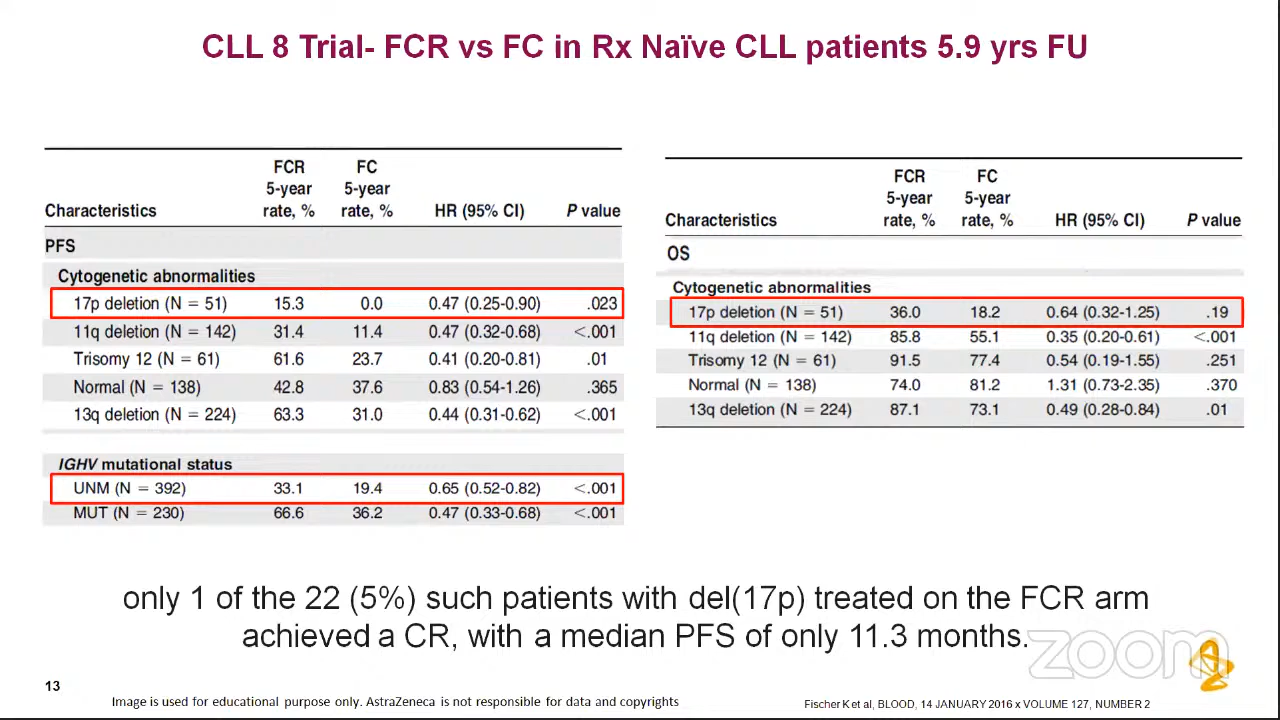 CLL 8 Trial- FCR vs FC in Rx Naïve CLL patients 5.9 yrs FU
FCR FC
5-year 5-year
Characteristics rate, % rate, % HR (95% CI) P value
PFS
Cytogenetic abnormalities
17p deletion (N = 51) 15.3 0.0 0.47 (0.25-0.90) .023
11q deletion (N = 142) 31.4 11.4 0.47 (0.32-0.68) <.001
Trisomy 12 (N = 61) 61.6 23.7 0.41 (0.20-0.81) .01
Normal (N = 138) 42.8 37.6 0.83 (0.54-1.26) .365
13q deletion (N = 224) 63.3 31.0 0.44 (0.31-0.62) <.001
IGHV mutational status
UNM (N = 392) 33.1 19.4 0.65 (0.52-0.82) <.001
MUT (N = 230) 66.6 36.2 0.47 (0.33-0.68) <.001
FCR FC
5-year 5-year
Characteristics rate, % rate, % HR (95% CI) P value
OS
Cytogenetic abnormalities
17p deletion (N = 51) 36.0 18.2 0.64 (0.32-1.25) .19
11q deletion (N = 142) 85.8 55.1 0.35 (0.20-0.61) <.001
Trisomy 12 (N = 61) 91.5 77.4 0.54 (0.19-1.55) .251
Normal (N = 138) 74.0 81.2 1.31 (0.73-2.35) .370
13q deletion (N = 224) 87.1 73.1 0.49 (0.28-0.84) .01
only 1 of the 22 (5%) such patients with del(17p) treated on the FCR arm
achieved a CR, with a median PFS of only 11.3 months.
zoom
13
Image is used for educational purpose only. AstraZeneca is not responsible for data and copyrights
Fischer K et al, BLOOD, 14 JANUARY 2016 x VOLUME 127, NUMBER 2